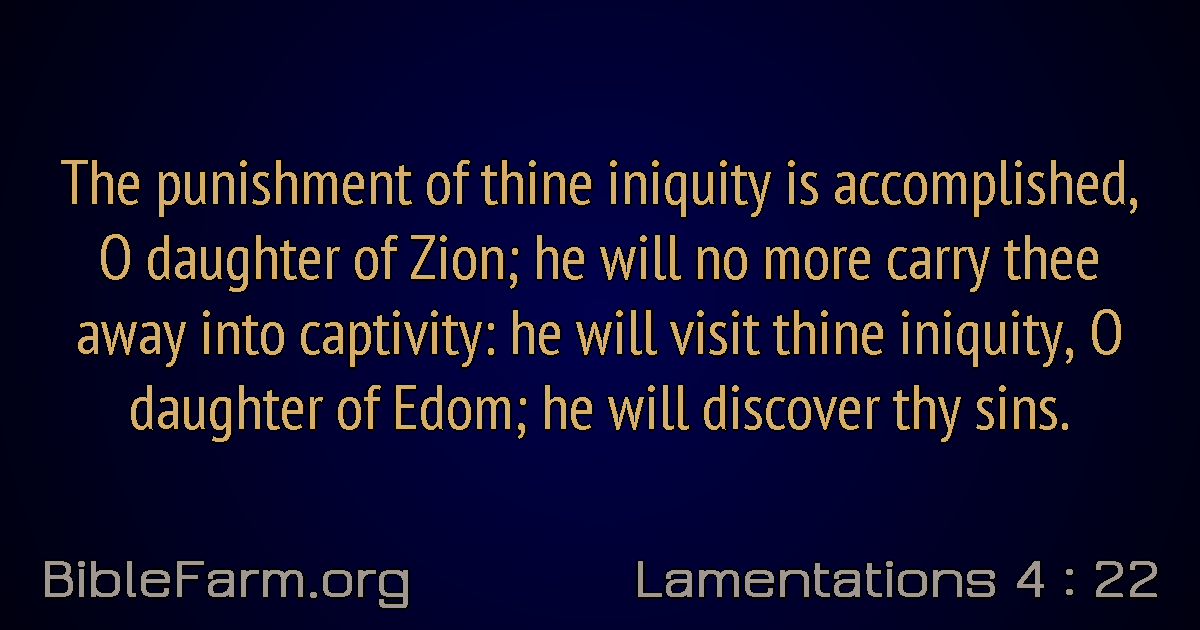 The punishment of thine iniquity is accomplished,
O daughter of Zion; he will no more carry thee
away into captivity: he will visit thine iniquity, O
daughter of Edom; he will discover thy sins.
BibleFarm.org
Lamentations 4 : 22